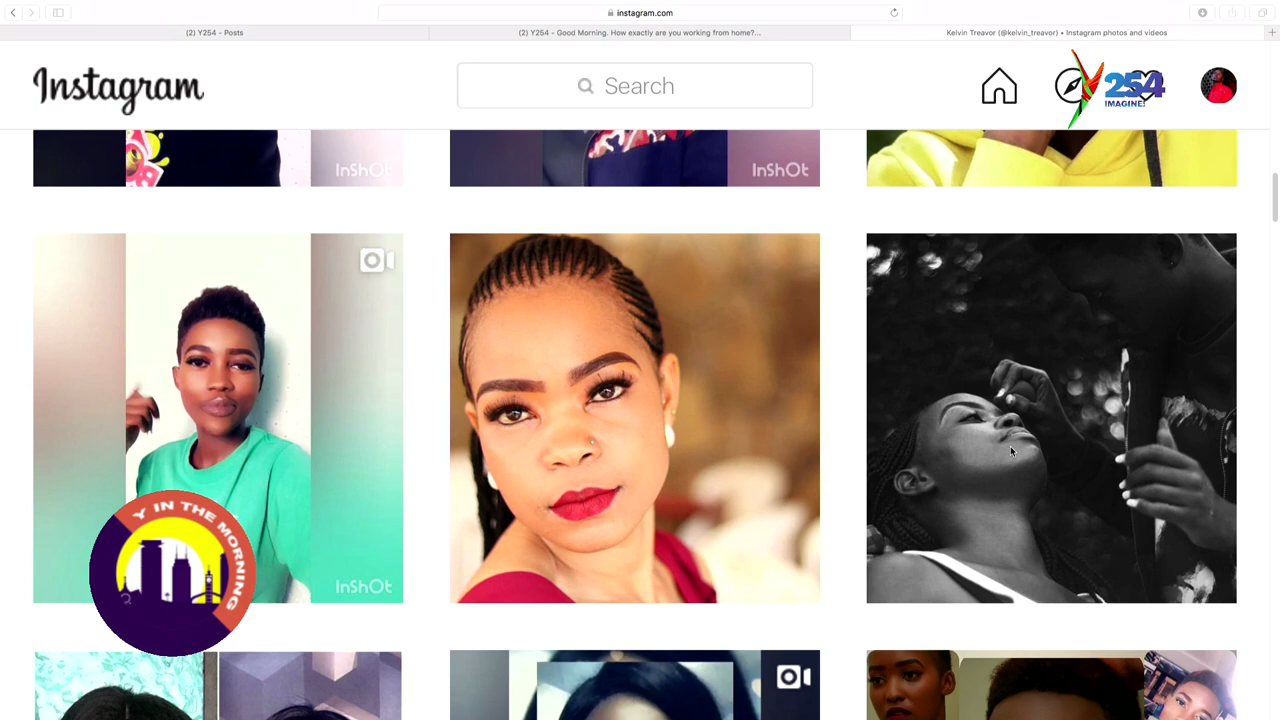 instagram.com
(2) Y254 - Posts
(2) Y254 - Good Morning. How exactly are you working from home?...
Kelvin Treavor (@kelvin_treavor) • Instagram photos and videos
Instagram
Search
Y254
IMAGINE!
InShOt
InShOt
InShOt
Y IN THE MORNING